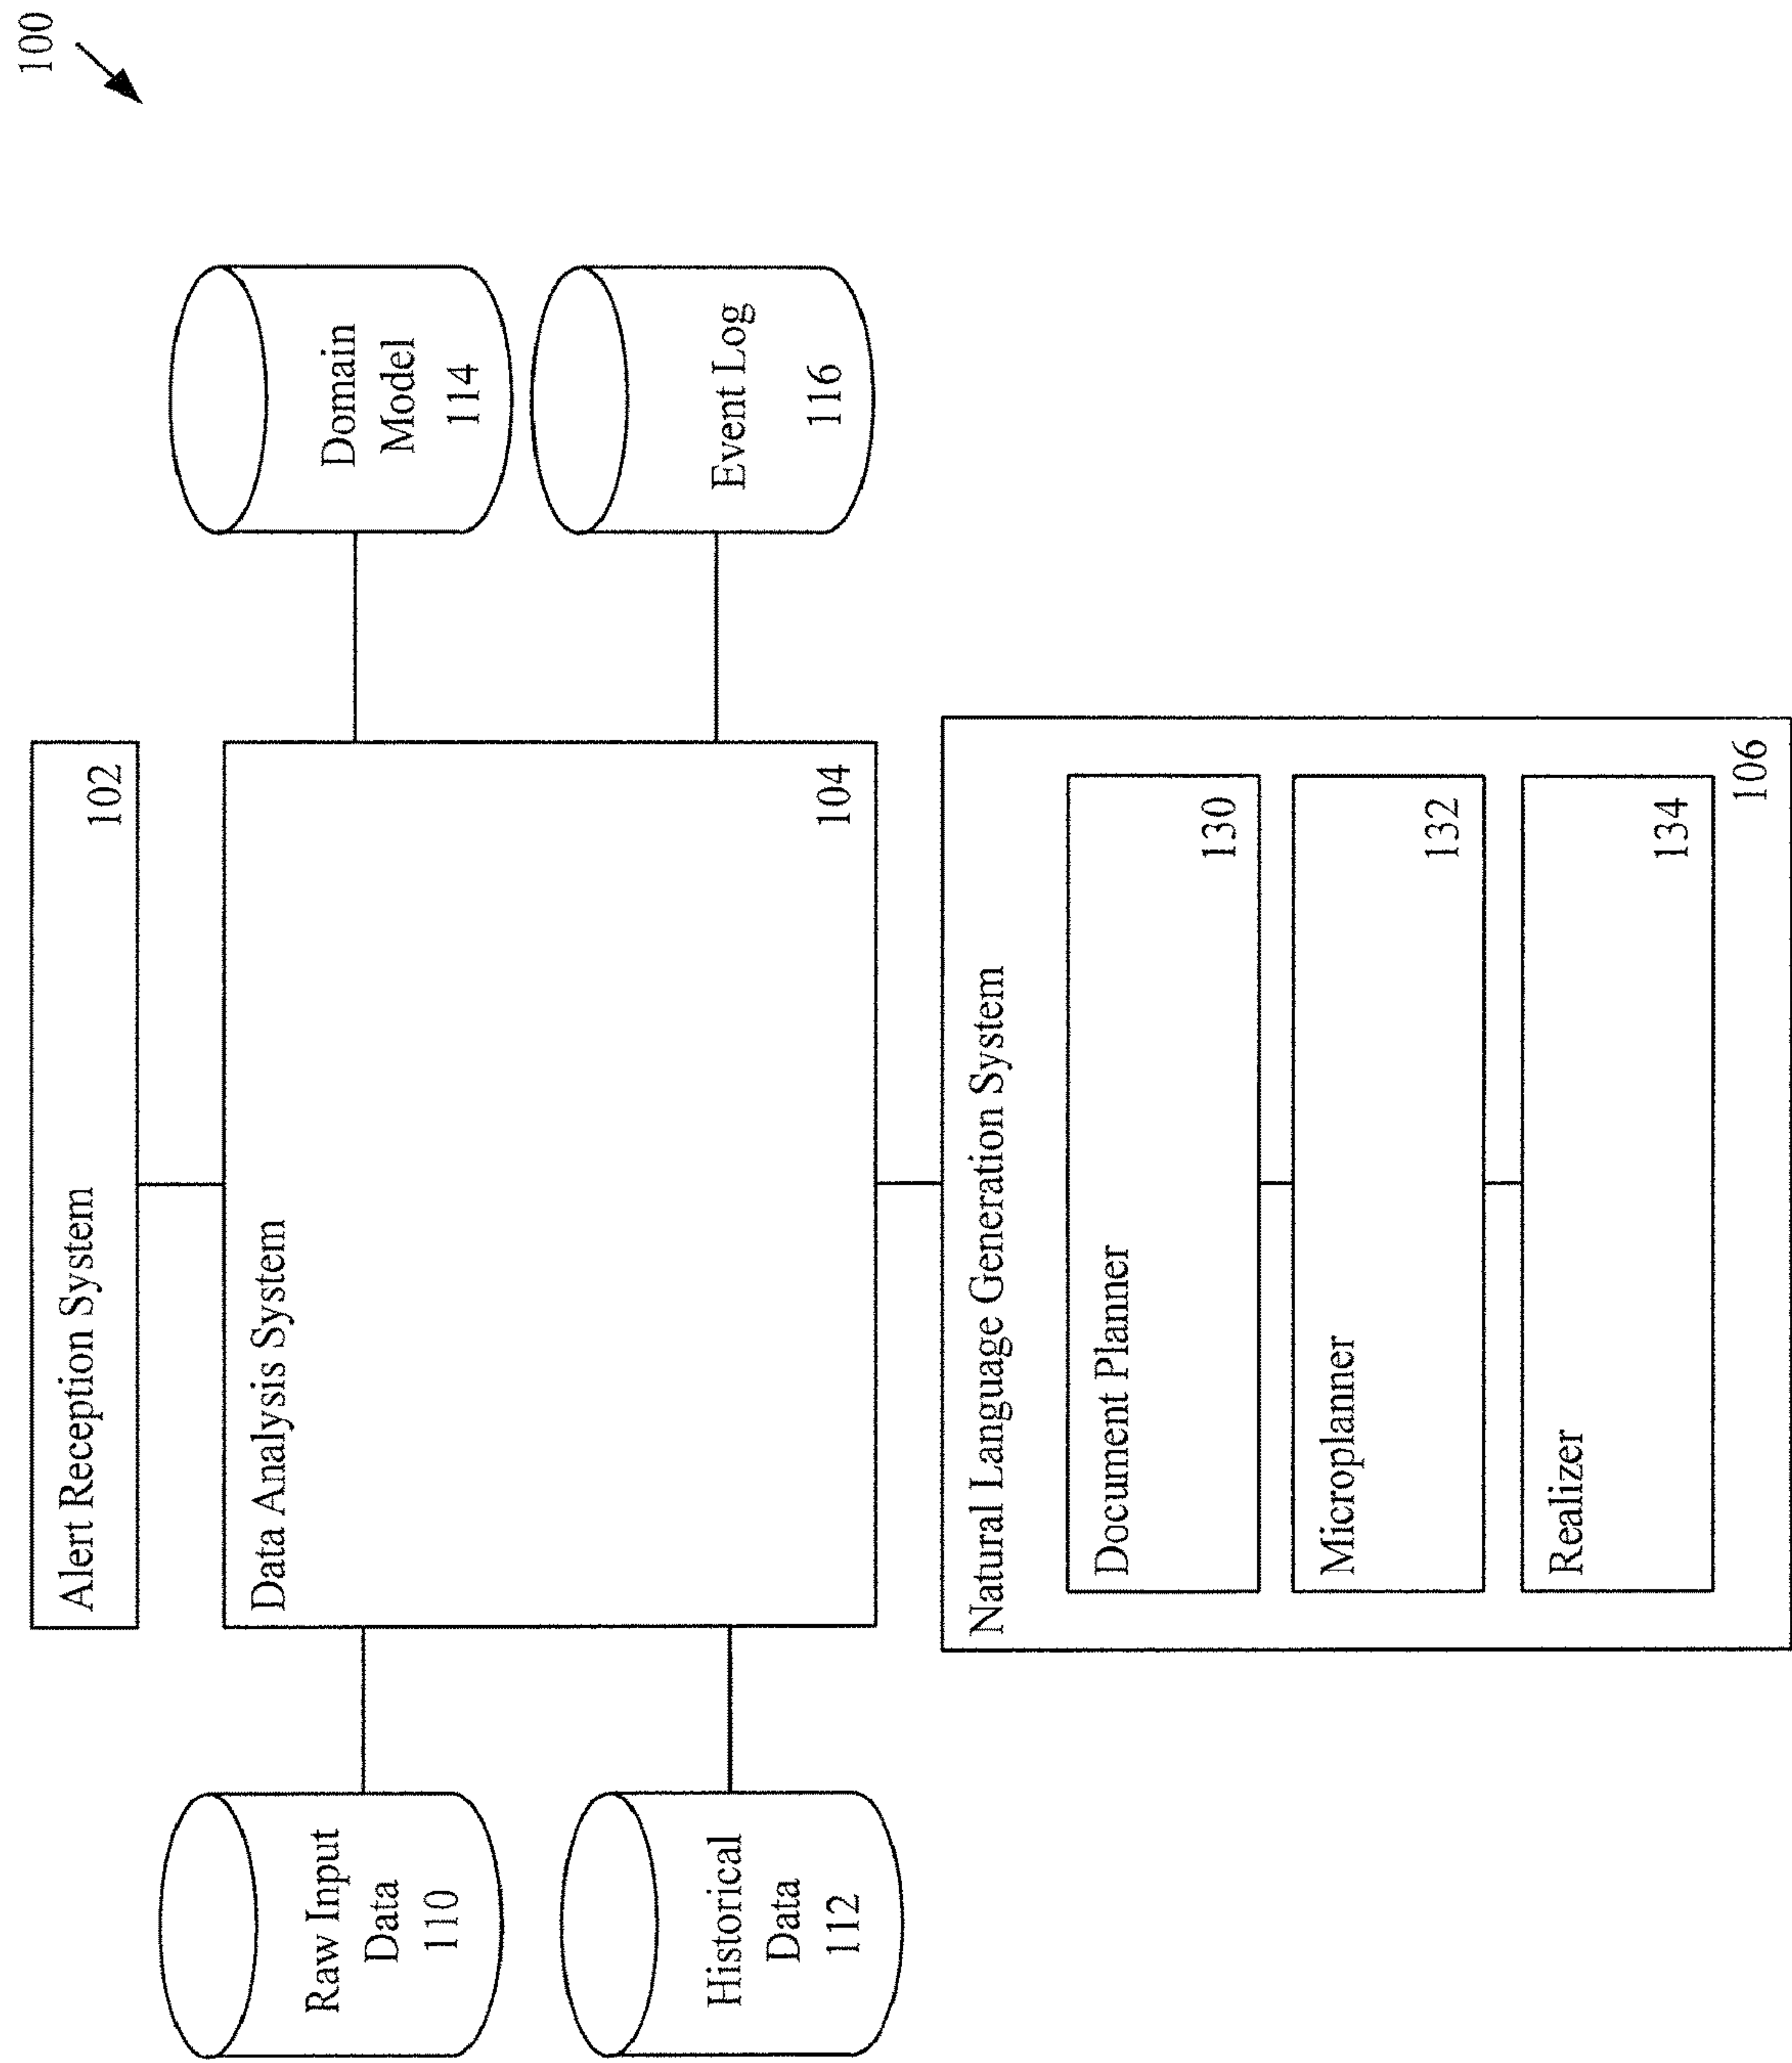 100
Alert Reception System
102
Raw Input
Data
110
Historical
Data
112
Data Analysis System
104
Domain
Model
114
Event Log
116
Natural Language Generation System
Document Planner
130
Microplanner
132
Realizer
134
106